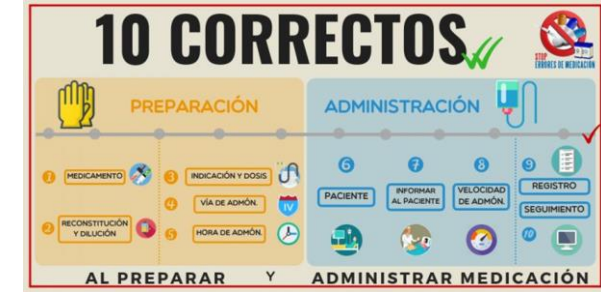 10 CORRECTOS
STOP
ERRORES DE MEDICACIÓN
PREPARACIÓN
1 MEDICAMENTO
2 RECONSTITUCIÓN
Y DILUCIÓN
3 INDICACIÓN Y DOSIS
4 VÍA DE ADMÓN.
IV
5 HORA DE ADMÓN.
ADMINISTRACIÓN
6
PACIENTE
7
INFORMAR
AL PACIENTE
8
VELOCIDAD
DE ADMÓN.
9
REGISTRO
SEGUIMIENTO
10
AL PREPARAR Y ADMINISTRAR MEDICACIÓN